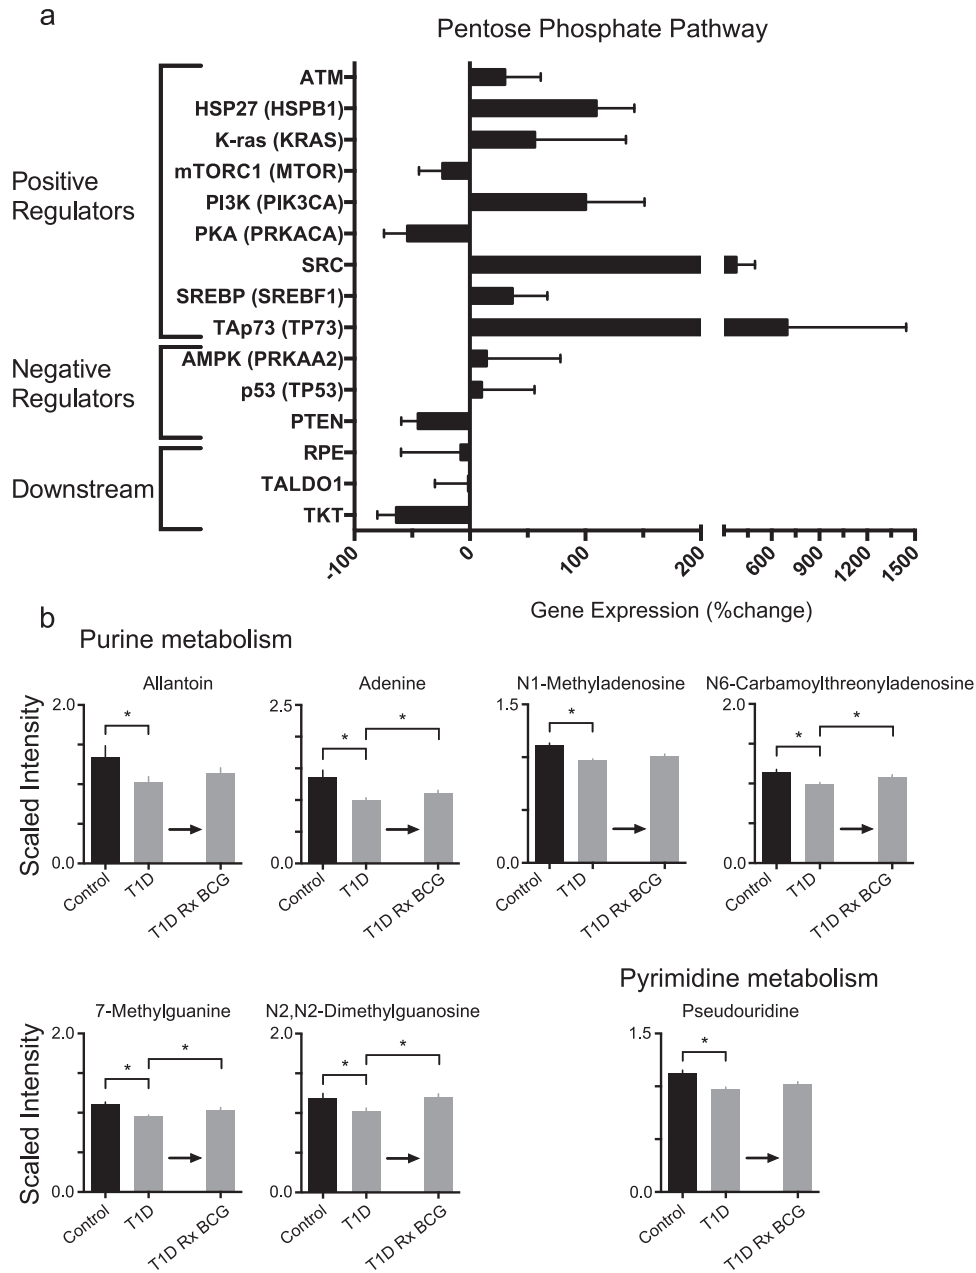 a
Pentose Phosphate Pathway
Positive
Regulators
ATM
HSP27 (HSPB1)
K-ras (KRAS)
mTORC1 (MTOR)
PI3K (PIK3CA)
PKA (PRKACA)
SRC
SREBP (SREBF1)
TAp73 (TP73)
Negative
Regulators
AMPK (PRKAA2)
p53 (TP53)
PTEN
Downstream
RPE
TALDO1
TKT
-100 0 100 200 600 900 1200 1500
Gene Expression (%change)
b
Purine metabolism
Scaled Intensity
Allantoin
2.0
*
0.0
Control T1D T1D Rx BCG
Adenine
2.5
* *
0.0
Control T1D T1D Rx BCG
N1-Methyladenosine
1.5
*
0.0
Control T1D T1D Rx BCG
N6-Carbamoylthreonyladenosine
2.0
* *
0.0
Control T1D T1D Rx BCG
Scaled Intensity
7-Methylguanine
2.0
* *
0.0
Control T1D T1D Rx BCG
N2,N2-Dimethylguanosine
2.0
* *
0.0
Control T1D T1D Rx BCG
Pyrimidine metabolism
Pseudouridine
1.5
*
0.0
Control T1D T1D Rx BCG